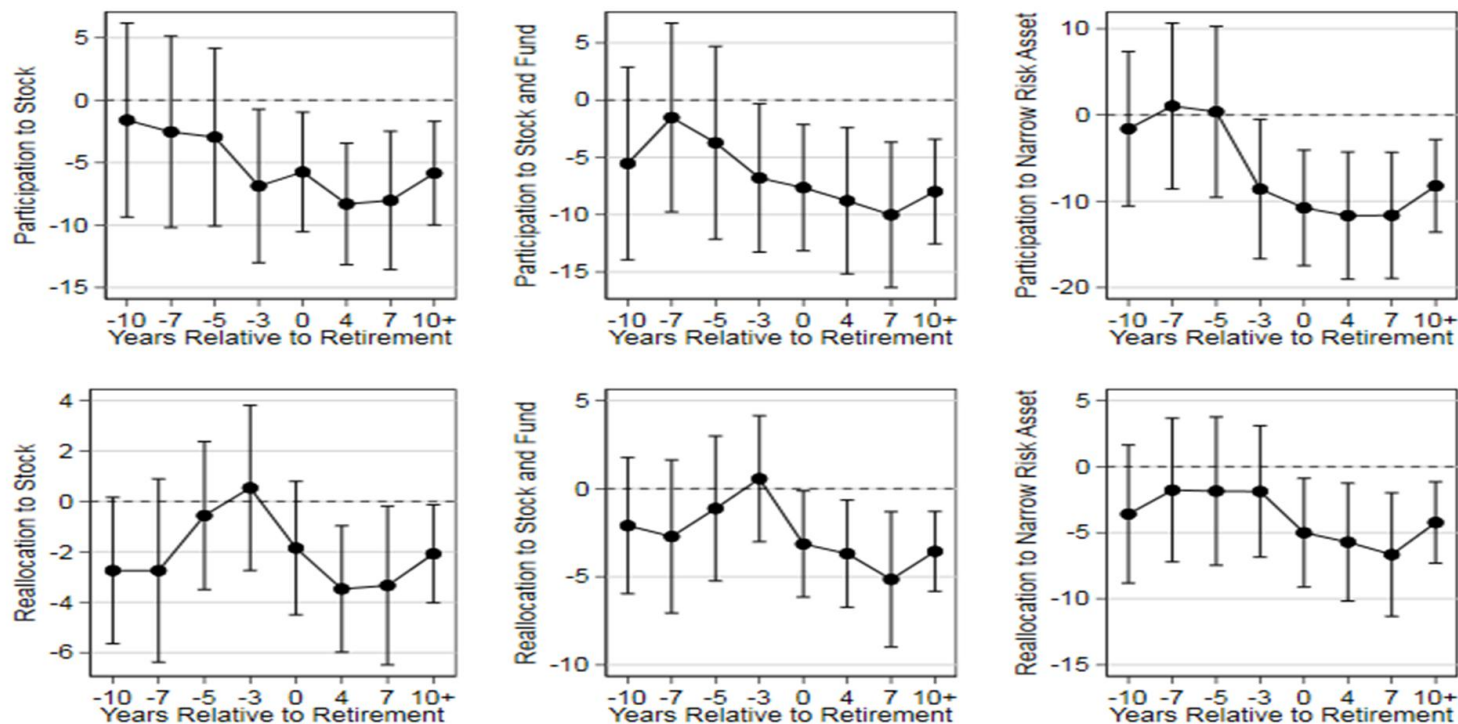 Participation to Stock
5
0
-5
-10
-15
-10 -7 -5 -3 0 4 7 10+
Years Relative to Retirement
Participation to Stock and Fund
5
0
-5
-10
-15
-10 -7 -5 -3 0 4 7 10+
Years Relative to Retirement
Participation to Narrow Risk Asset
10
0
-10
-20
-10 -7 -5 -3 0 4 7 10+
Years Relative to Retirement
Reallocation to Stock
4
2
0
-2
-4
-6
-10 -7 -5 -3 0 4 7 10+
Years Relative to Retirement
Reallocation to Stock and Fund
5
0
-5
-10
-10 -7 -5 -3 0 4 7 10+
Years Relative to Retirement
Reallocation to Narrow Risk Asset
5
0
-5
-10
-15
-10 -7 -5 -3 0 4 7 10+
Years Relative to Retirement